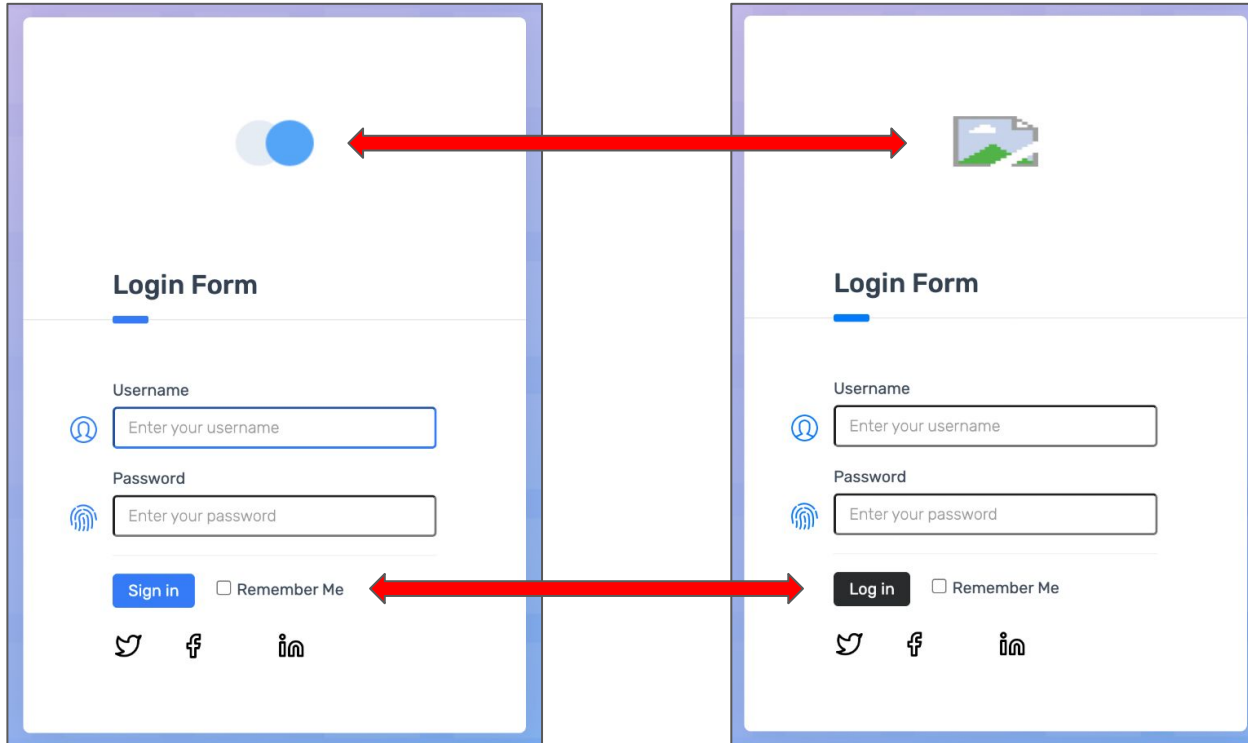 Login Form
Username
Enter your username
Password
Enter your password
Sign in Remember Me
Login Form
Username
Enter your username
Password
Enter your password
Log in Remember Me